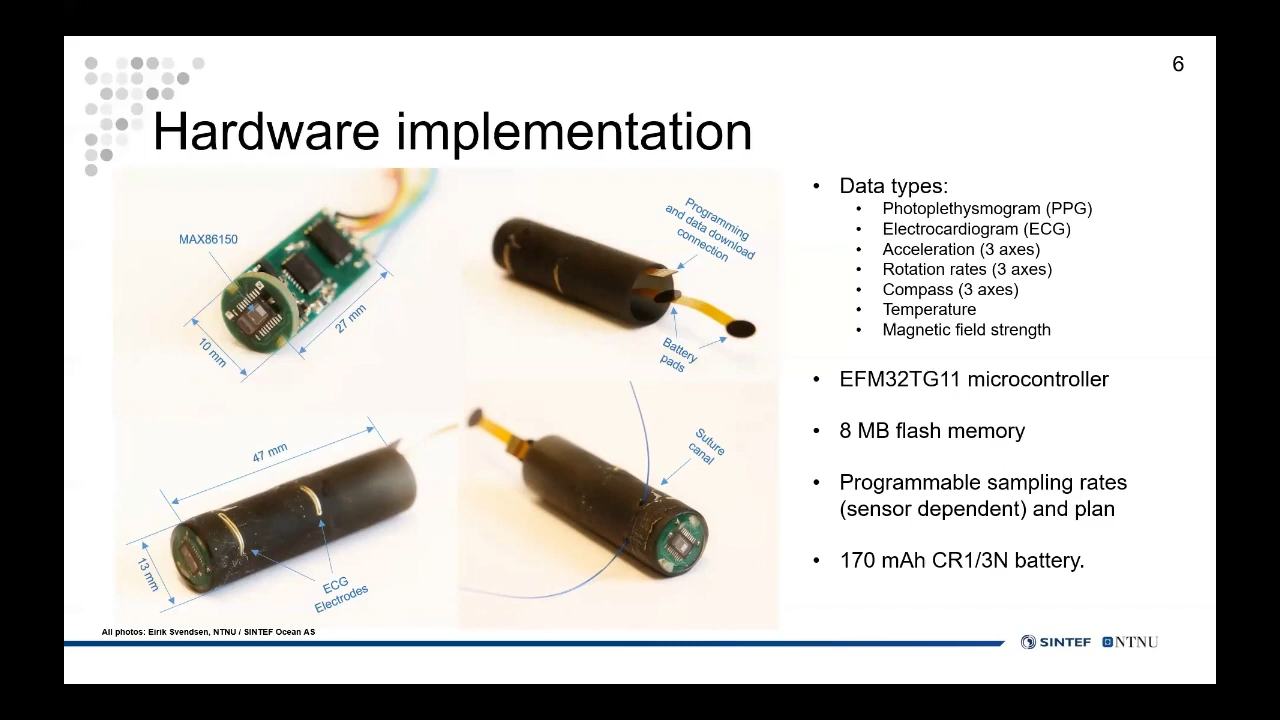 6
Hardware implementation
MAX86150
10 mm
27 mm
Programming
and data download
connection
Battery
pads
47 mm
13 mm
ECG
Electrodes
Suture
canal
• Data types:
• Photoplethysmogram (PPG)
• Electrocardiogram (ECG)
• Acceleration (3 axes)
• Rotation rates (3 axes)
• Compass (3 axes)
• Temperature
• Magnetic field strength
• EFM32TG11 microcontroller
• 8 MB flash memory
• Programmable sampling rates
(sensor dependent) and plan
• 170 mAh CR1/3N battery.
All photos: Eirik Svendsen, NTNU / SINTEF Ocean AS
SINTEF NTNU